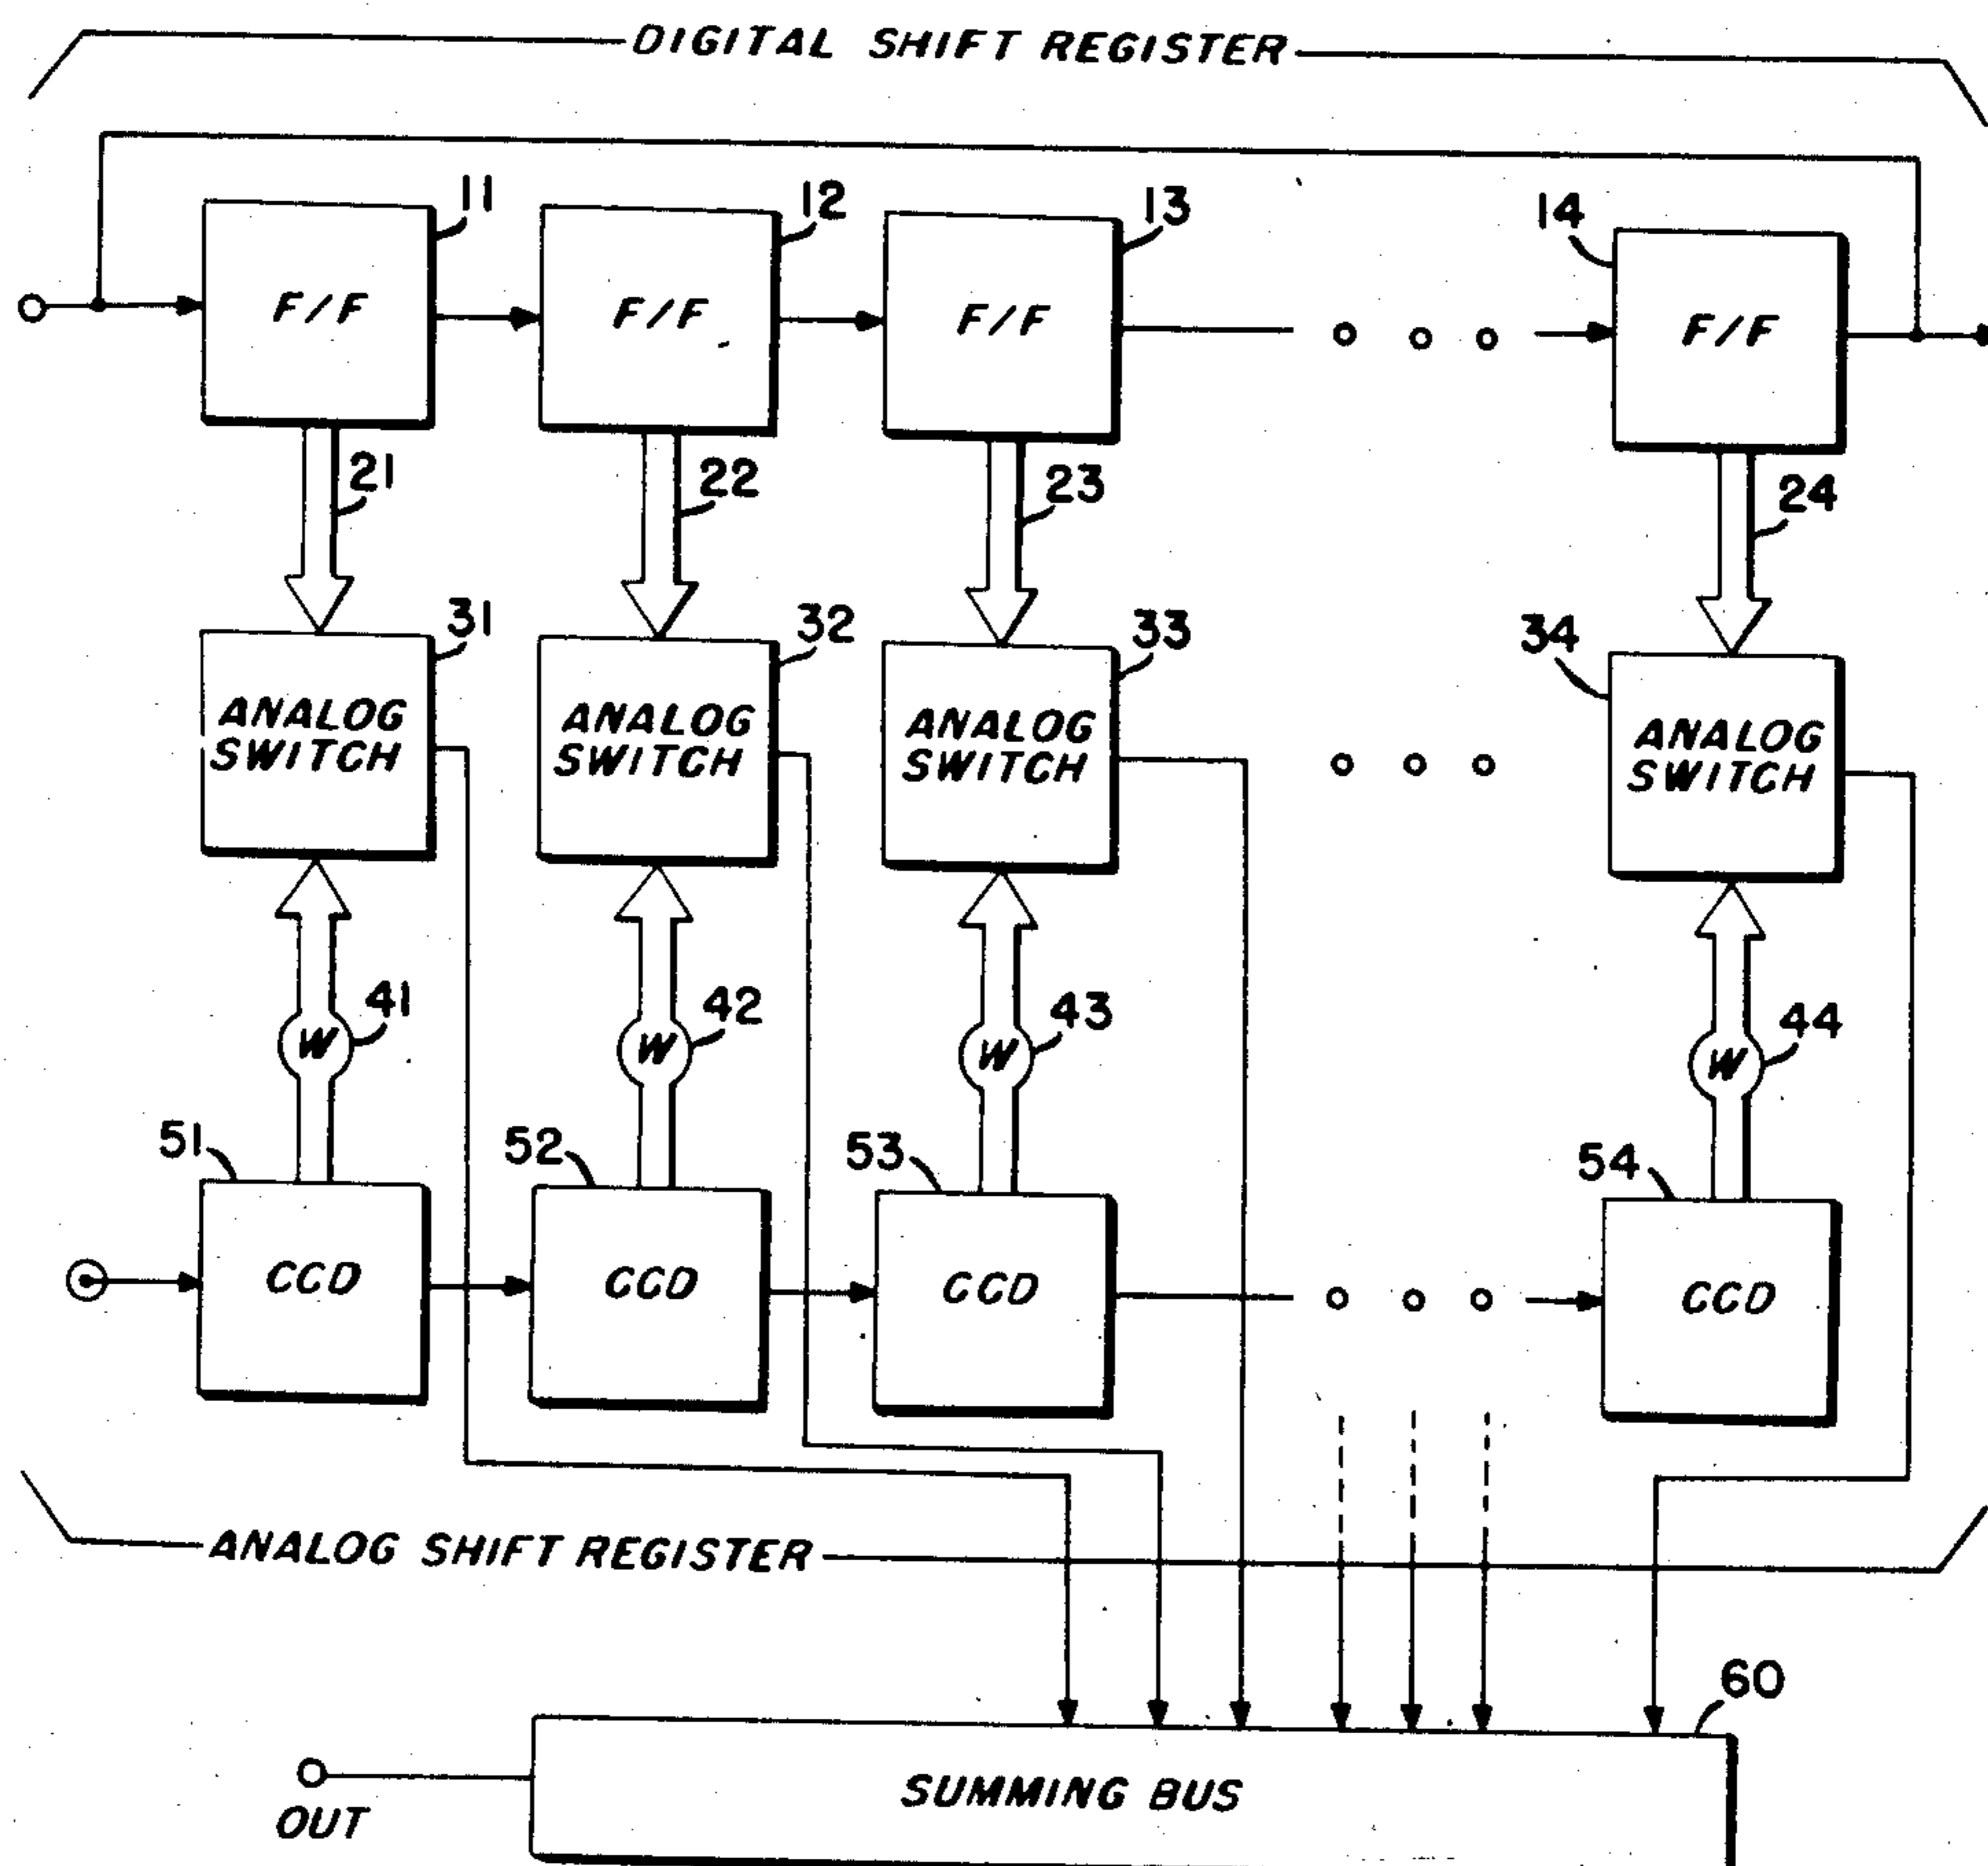 DIGITAL SHIFT REGISTER
11
12
13
14
F/F
F/F
F/F
F/F
21
22
23
24
31
32
33
34
ANALOG
SWITCH
ANALOG
SWITCH
ANALOG
SWITCH
ANALOG
SWITCH
41
42
43
44
W
W
W
W
51
52
53
54
CCD
CCD
CCD
CCD
ANALOG SHIFT REGISTER
60
SUMMING BUS
OUT